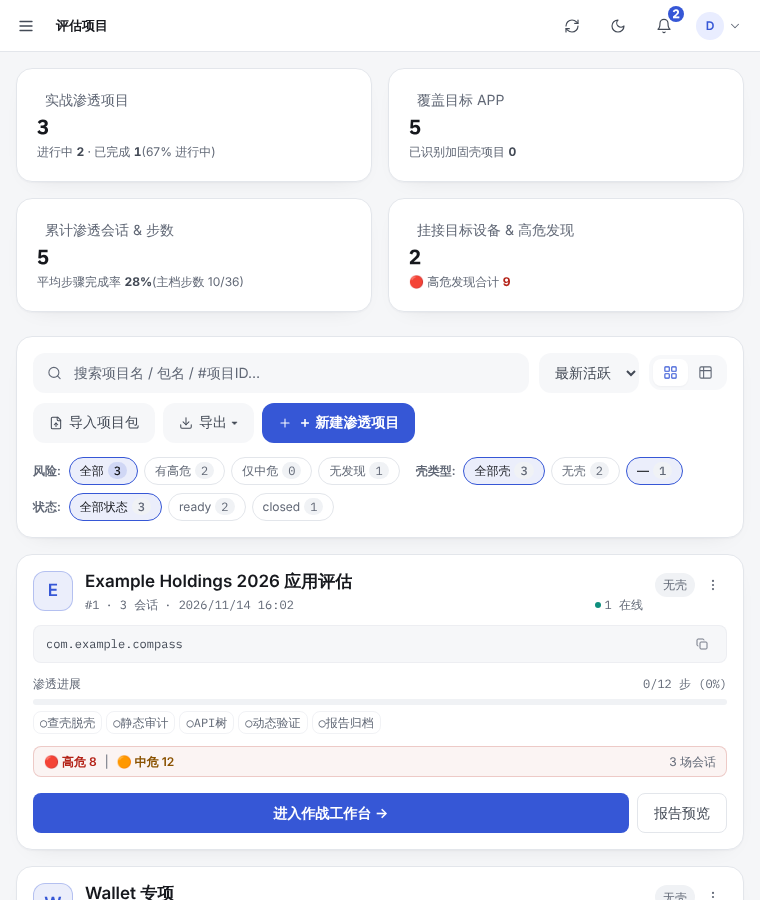 评估项目
2
D
实战渗透项目
3
进行中 2 · 已完成 1(67% 进行中)
覆盖目标 APP
5
已识别加固壳项目 0
累计渗透会话 & 步数
5
平均步骤完成率 28%(主档步数 10/36)
挂接目标设备 & 高危发现
2
高危发现合计 9
搜索项目名 / 包名 / #项目ID...
最新活跃
导入项目包
导出
+ 新建渗透项目
风险: 全部 3 有高危 2 仅中危 0 无发现 1 壳类型: 全部壳 3 无壳 2 — 1
状态: 全部状态 3 ready 2 closed 1
E
Example Holdings 2026 应用评估
#1 · 3 会话 · 2026/11/14 16:02
1 在线
无壳
com.example.compass
渗透进展
0/12 步 (0%)
○查壳脱壳 ○静态审计 ○API树 ○动态验证 ○报告归档
高危 8 | 中危 12
3 场会话
进入作战工作台 →
报告预览
W
Wallet 专项
无壳